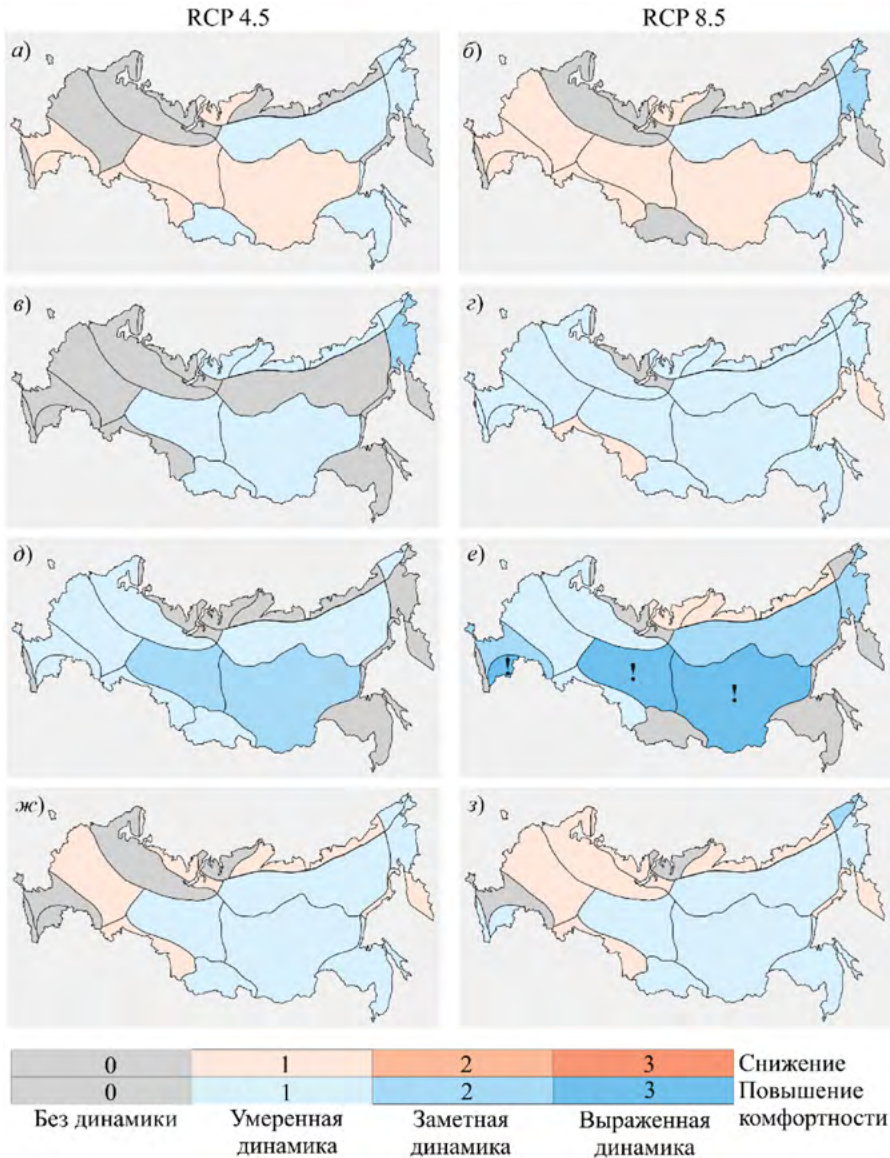 RCP 4.5 RCP 8.5
а) б)
в) г)
д) е)
! ! !
ж) з)
0 1 2 3 Снижение
0 1 2 3 Повышение
Без динамики Умеренная Заметная Выраженная комфортности
динамика динамика динамика